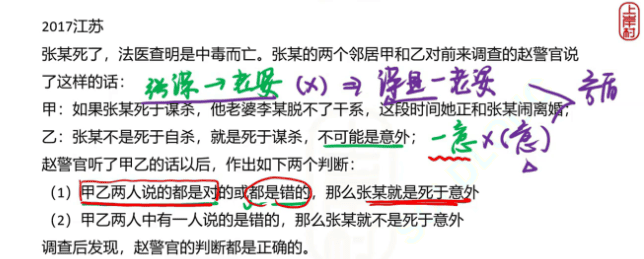 上岸村
2017江苏
张某死了，法医查明是中毒而亡。张某的两个邻居甲和乙对前来调查的赵警官说
了这样的话：张谋→老婆（×）⇒谋且一老婆
矛盾
甲：如果张某死于谋杀，他老婆李某脱不了干系，这段时间她正和张某闹离婚；
乙：张某不是死于自杀，就是死于谋杀，不可能是意外；一意×（意）
赵警官听了甲乙的话以后，作出如下两个判断：
（1）甲乙两人说的都是对的或都是错的，那么张某就是死于意外
（2）甲乙两人中有一人说的是错的，那么张某就不是死于意外
调查后发现，赵警官的判断都是正确的。